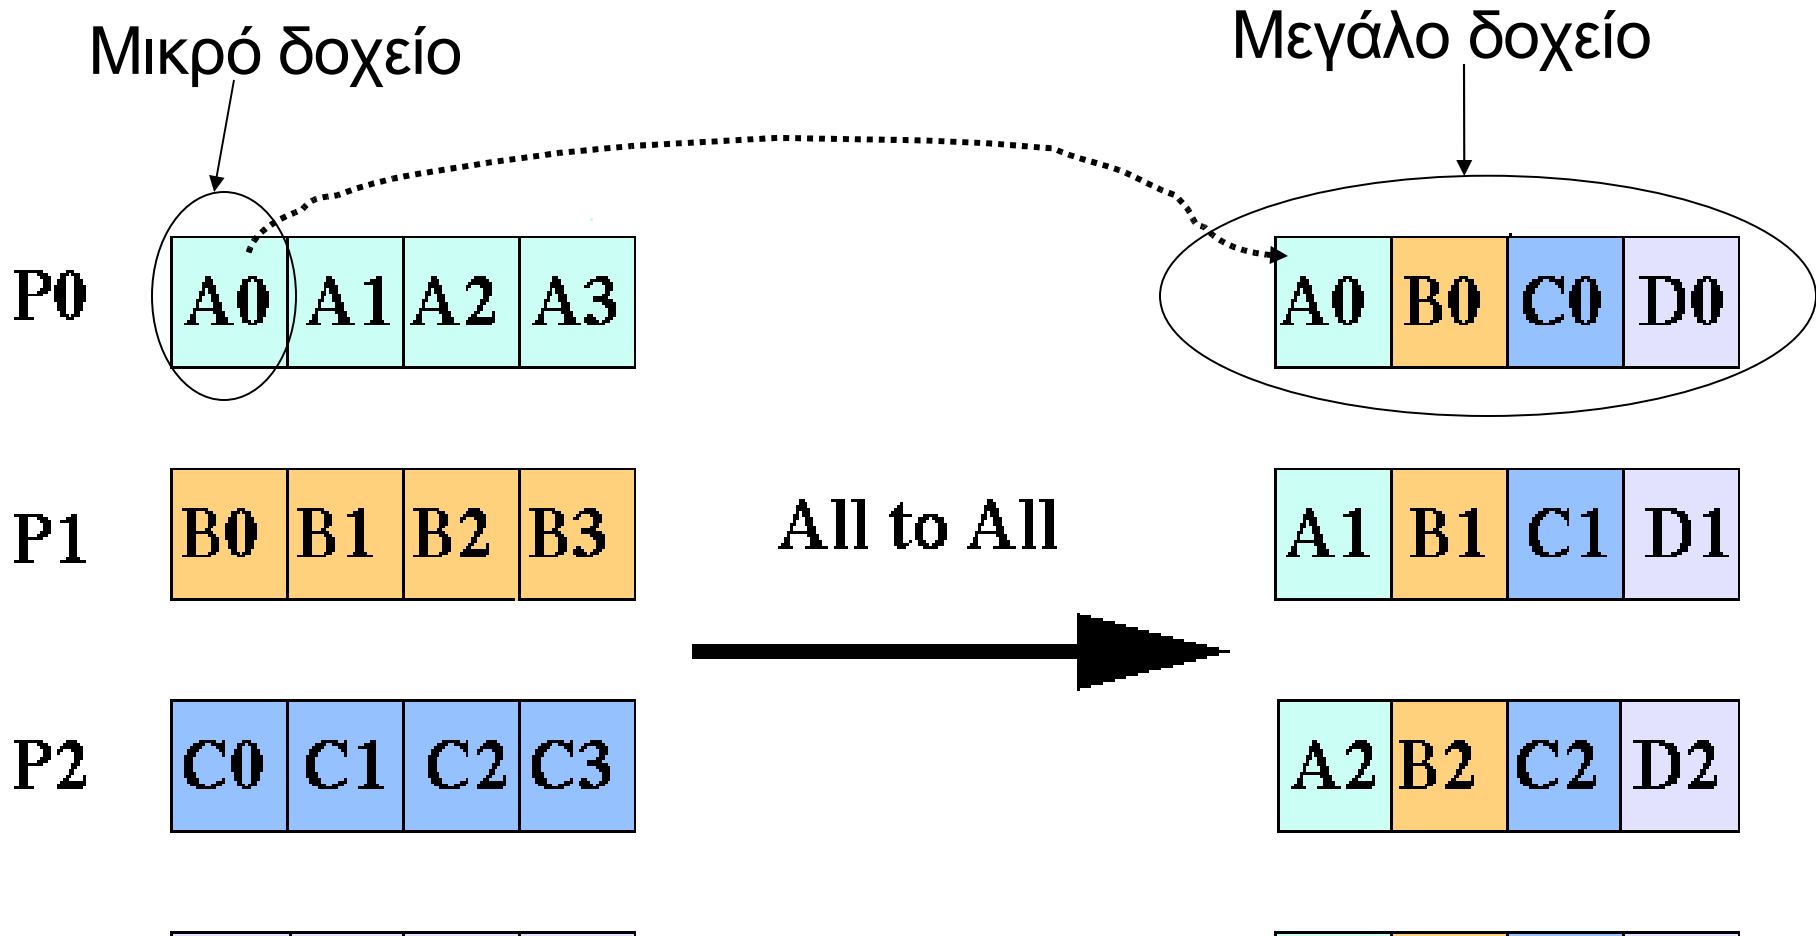 Μικρό δοχείο
Μεγάλο δοχείο
P0 A0 A1 A2 A3 A0 B0 C0 D0
P1 B0 B1 B2 B3 All to All A1 B1 C1 D1
P2 C0 C1 C2 C3 A2 B2 C2 D2